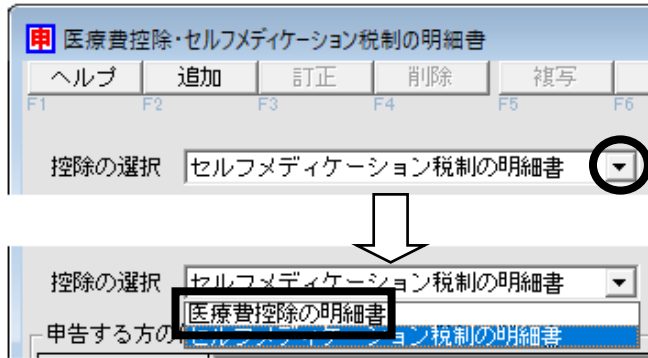 申 医療費控除・セルフメディケーション税制の明細書
ヘルプ 追加 訂正 削除 複写
F1 F2 F3 F4 F5 F6
控除の選択 セルフメディケーション税制の明細書
控除の選択 セルフメディケーション税制の明細書
医療費控除の明細書
申告する方の セルフメディケーション税制の明細書